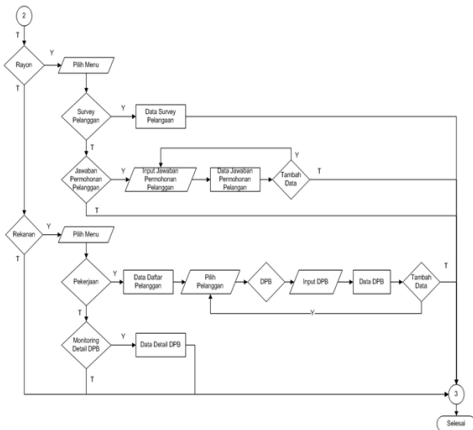 2
T
Rayon
Y
Pilih Menu
T
Survey
Pelanggan
Y
Data Survey
Pelangaan
T
Jawaban
Permohonan
Pelanggan
Y
Input Jawaban
Permohonan
Pelanggan
Data Jawaban
Permohonan
Pelangan
Tambah
Data
Y
T
T
Rekanan
Y
Pilih Menu
T
Pekerjaan
Y
Data Daftar
Pelanggan
Pilih
Pelanggan
DPB
Input DPB
Data DPB
Tambah
Data
T
Y
T
Monitoring
Detail DPB
Y
Data Detail DPB
T
3
Selesai